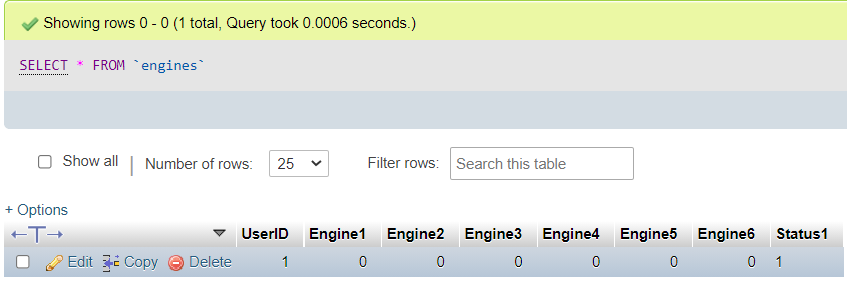 Showing rows 0 - 0 (1 total, Query took 0.0006 seconds.)
SELECT * FROM `engines`
Show all | Number of rows: 25 Filter rows: Search this table
+ Options
←T→ UserID Engine1 Engine2 Engine3 Engine4 Engine5 Engine6 Status1
Edit Copy Delete 1 0 0 0 0 0 0 1